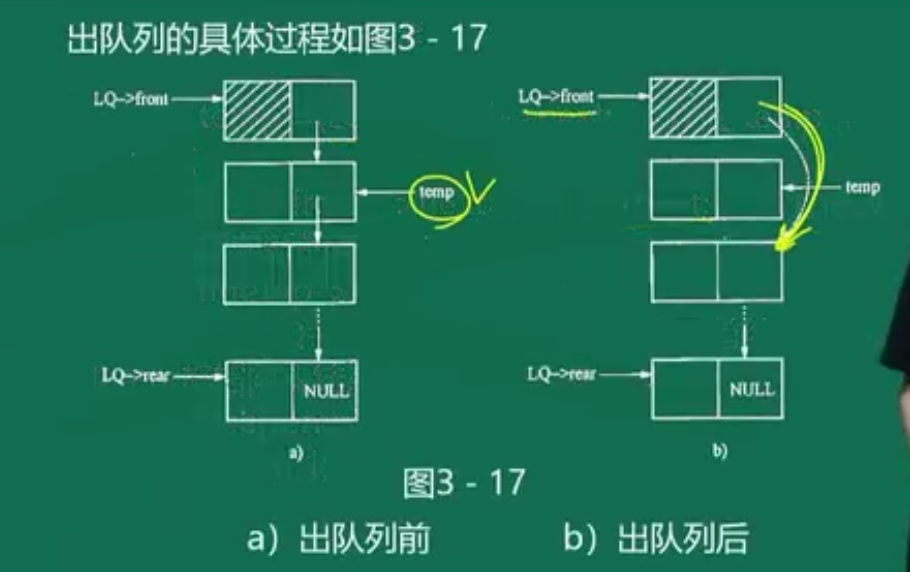 出队列的具体过程如图3 - 17
LQ->front
temp
LQ->rear
NULL
a)
LQ->front
temp
LQ->rear
NULL
b)
图3 - 17
a）出队列前
b）出队列后